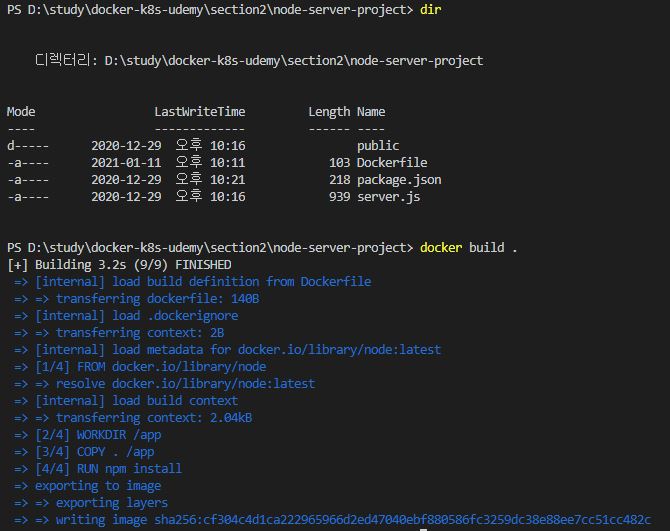 PS D:\study\docker-k8s-udemy\section2\node-server-project> dir
디렉터리: D:\study\docker-k8s-udemy\section2\node-server-project
Mode LastWriteTime Length Name
---- ------------- ------ ----
d----- 2020-12-29 오후 10:16 public
-a---- 2021-01-11 오후 10:11 103 Dockerfile
-a---- 2020-12-29 오후 10:21 218 package.json
-a---- 2020-12-29 오후 10:16 939 server.js
PS D:\study\docker-k8s-udemy\section2\node-server-project> docker build .
[+] Building 3.2s (9/9) FINISHED
=> [internal] load build definition from Dockerfile
=> => transferring dockerfile: 140B
=> [internal] load .dockerignore
=> => transferring context: 2B
=> [internal] load metadata for docker.io/library/node:latest
=> [1/4] FROM docker.io/library/node
=> => resolve docker.io/library/node:latest
=> [internal] load build context
=> => transferring context: 2.04kB
=> [2/4] WORKDIR /app
=> [3/4] COPY . /app
=> [4/4] RUN npm install
=> exporting to image
=> => exporting layers
=> => writing image sha256:cf304c4d1ca222965966d2ed47040ebf880586fc3259dc38e88ee7cc51cc482c